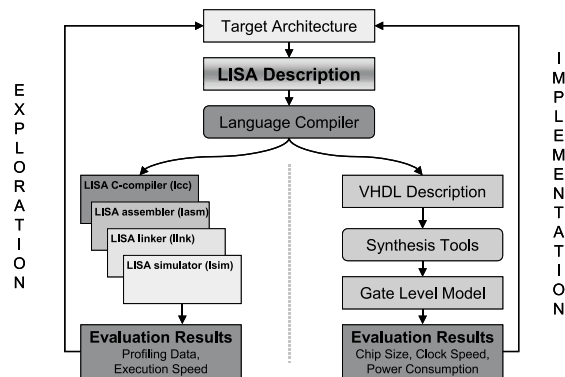 Target Architecture
LISA Description
Language Compiler
EXPLORATION
IMPLEMENTATION
LISA C-compiler (lcc)
LISA assembler (lasm)
LISA linker (llnk)
LISA simulator (lsim)
Evaluation Results
Profiling Data,
Execution Speed
VHDL Description
Synthesis Tools
Gate Level Model
Evaluation Results
Chip Size, Clock Speed,
Power Consumption